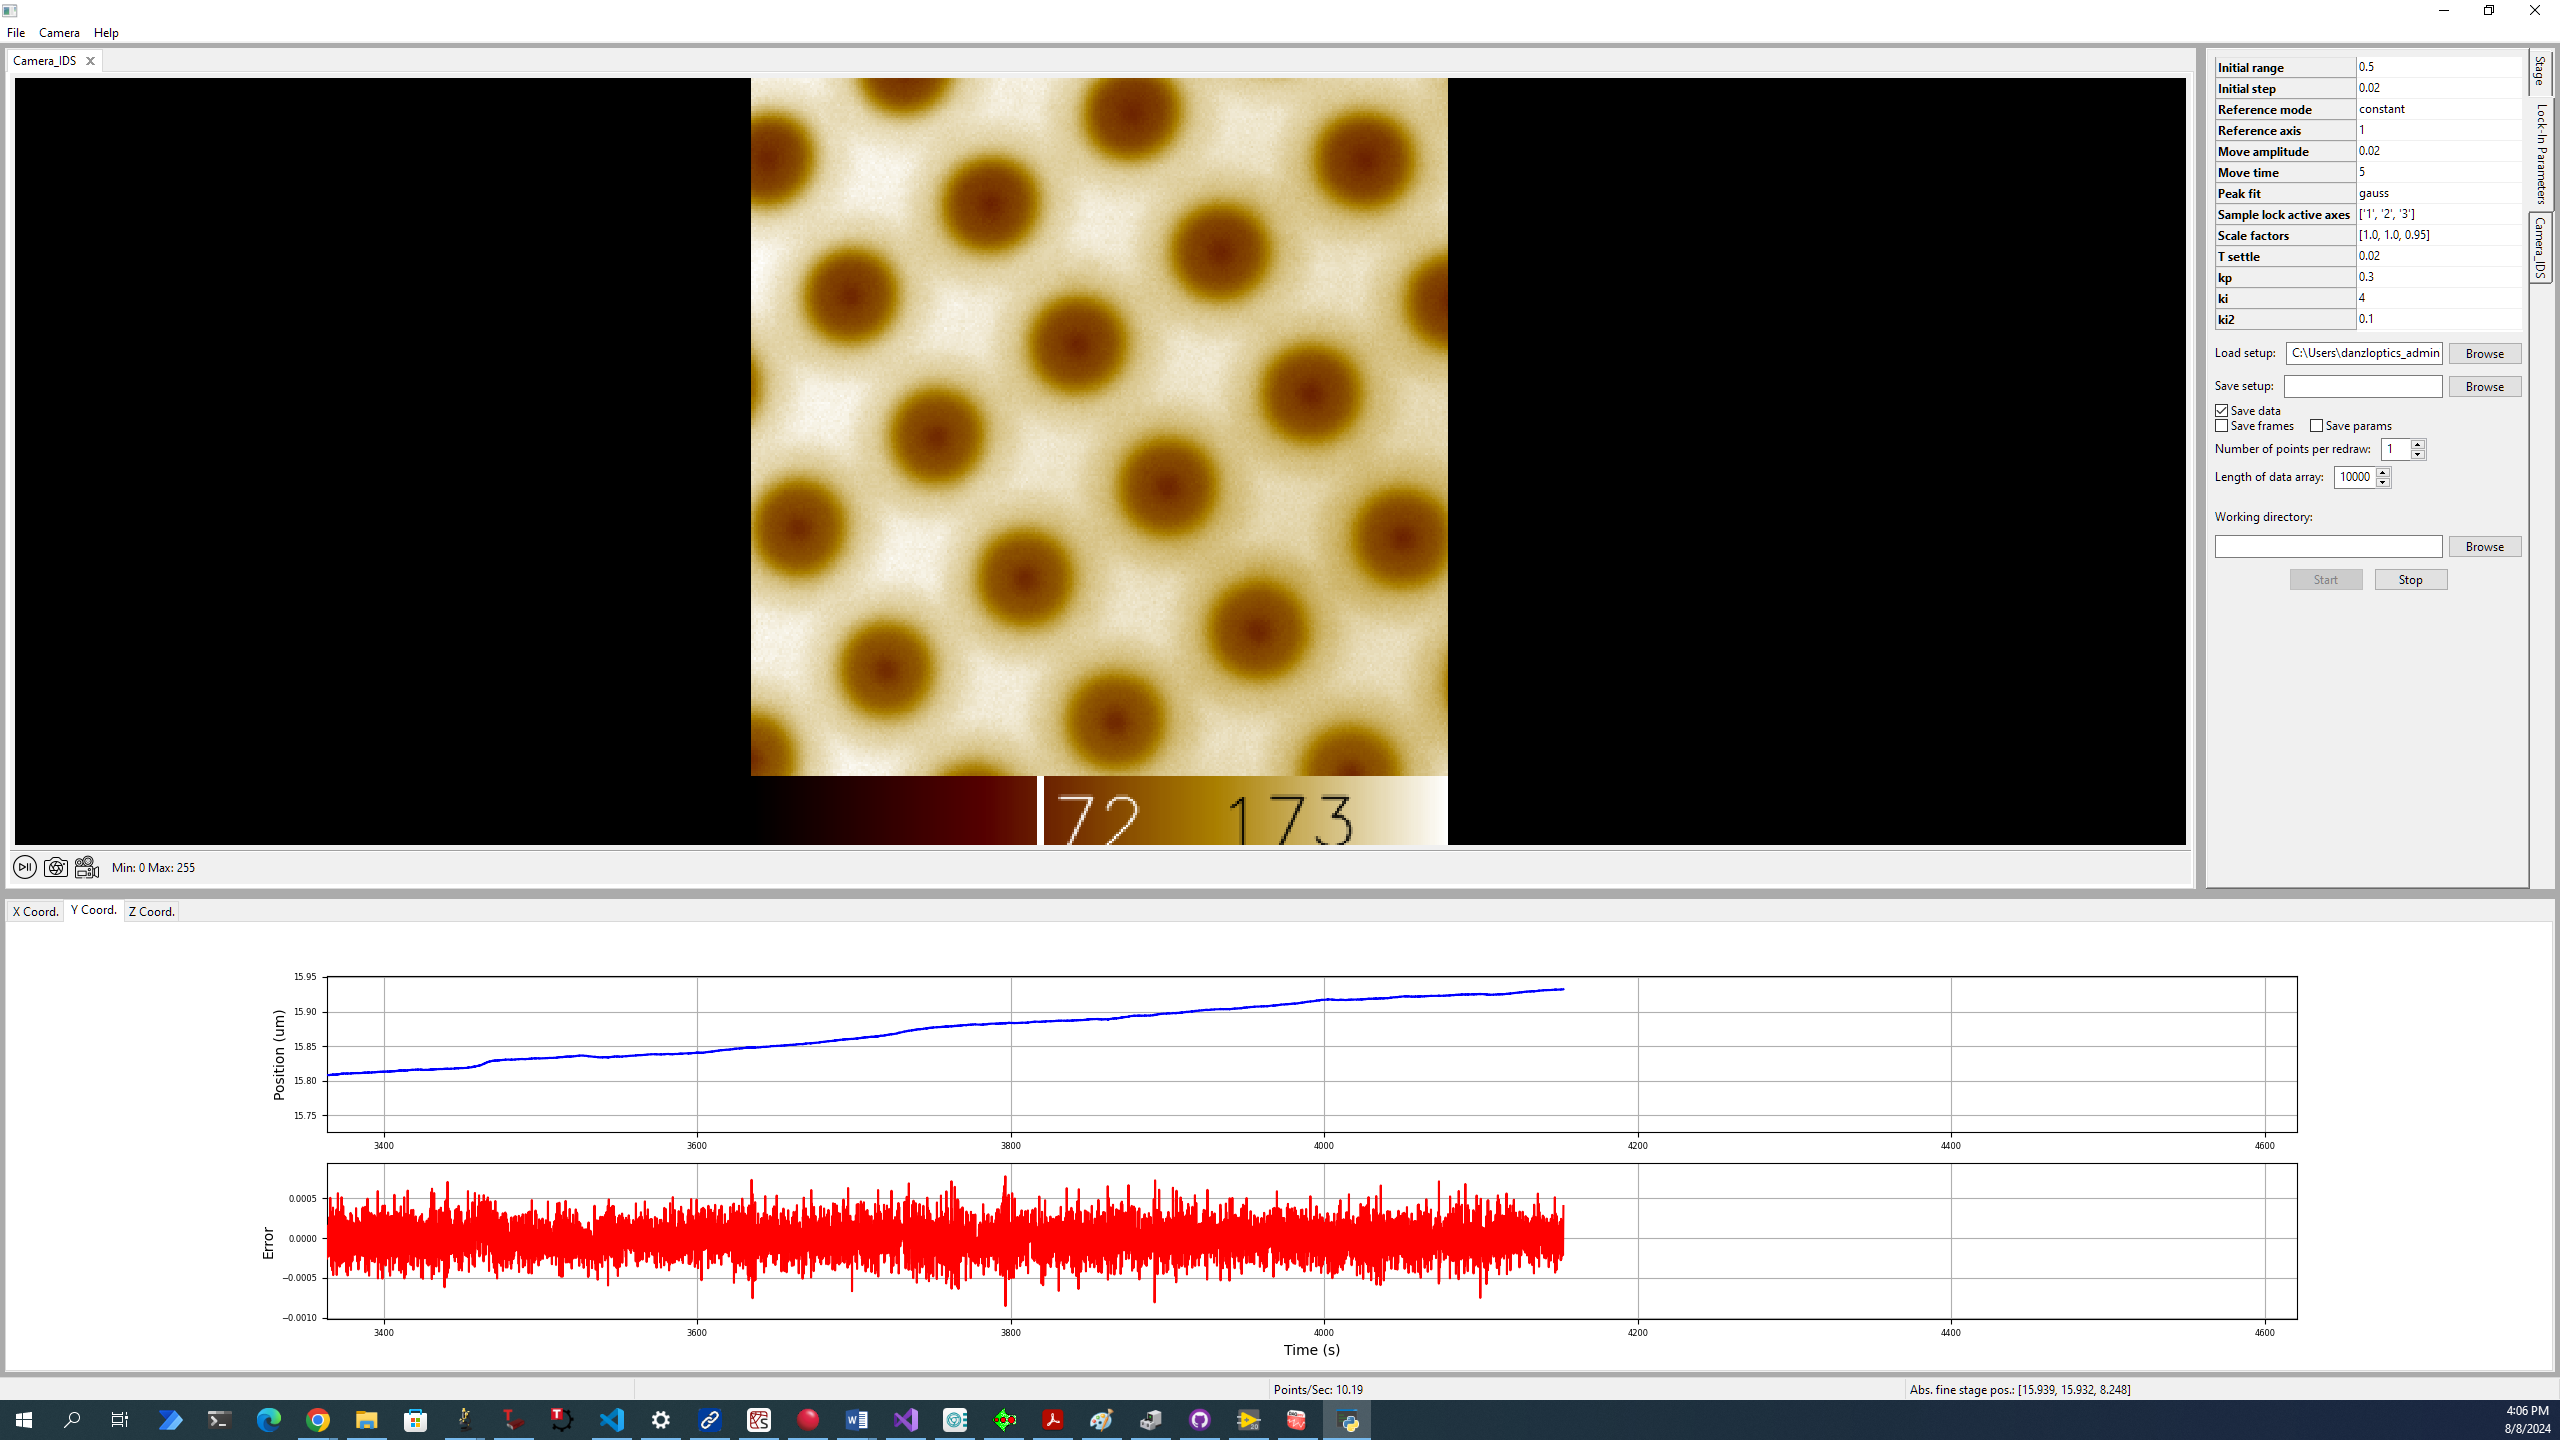 File Camera Help
Camera_IDS
72 173
Min: 0 Max: 255
Initial range 0.5
Initial step 0.02
Reference mode constant
Reference axis 1
Move amplitude 0.02
Move time 5
Peak fit gauss
Sample lock active axes ['1', '2', '3']
Scale factors [1.0, 1.0, 0.95]
T settle 0.02
kp 0.3
ki 4
ki2 0.1
Load setup: C:\Users\danzloptics_admin Browse
Save setup: Browse
Save data
Save frames Save params
Number of points per redraw: 1
Length of data array: 10000
Working directory:
Browse
Start Stop
Stage
Lock-In Parameters
Camera_IDS
X Coord. Y Coord. Z Coord.
Position (um)
15.95
15.90
15.85
15.80
15.75
3400 3600 3800 4000 4200 4400 4600
Error
0.0005
0.0000
−0.0005
−0.0010
3400 3600 3800 4000 4200 4400 4600
Time (s)
Points/Sec: 10.19 Abs. fine stage pos.: [15.939, 15.932, 8.248]
4:06 PM
8/8/2024